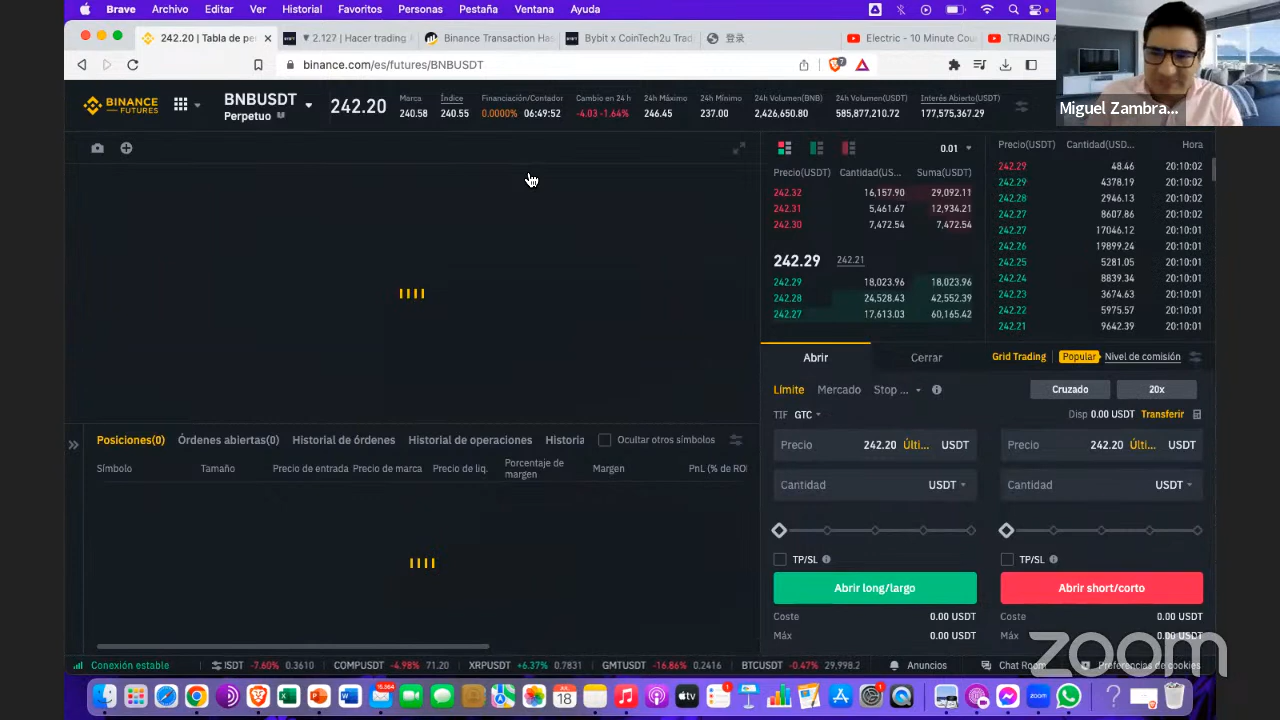 Brave Archivo Editar Ver Historial Favoritos Personas Pestaña Ventana Ayuda
242.20 | Tabla de pe
2.127 | Hacer trading
Binance Transaction Has
Bybit x CoinTech2u Trad
登录
Electric - 10 Minute Cou
TRADING A
binance.com/es/futures/BNBUSDT
Miguel Zambra...
BINANCE
FUTURES
BNBUSDT
Perpetuo
242.20
Marca
240.58
Índice
240.55
Financiación/Contador
0.0000% 06:49:52
Cambio en 24 h
-4.03 -1.64%
24h Máximo
246.45
24h Mínimo
237.00
24h Volumen(BNB)
2,426,650.80
24h Volumen(USDT)
585,877,210.72
Interés Abierto(USDT)
177,575,367.29
0.01
Precio(USDT) Cantidad(US... Suma(USDT)
242.32 16,157.90 29,092.11
242.31 5,461.67 12,934.21
242.30 7,472.54 7,472.54
242.29 242.21
242.29 18,023.96 18,023.96
242.28 24,528.43 42,552.39
242.27 17,613.03 60,165.42
Precio(USDT) Cantidad(USD... Hora
242.29 48.46 20:10:02
242.29 4378.19 20:10:02
242.28 2946.13 20:10:02
242.27 8607.86 20:10:02
242.27 17046.12 20:10:01
242.26 19899.24 20:10:01
242.25 5281.05 20:10:01
242.24 8839.34 20:10:01
242.23 3674.63 20:10:01
242.22 5975.57 20:10:01
242.21 9642.39 20:10:01
Abrir Cerrar Grid Trading Popular Nivel de comisión
Límite Mercado Stop ... Cruzado 20x
TIF GTC Disp 0.00 USDT Transferir
Precio 242.20 Últi... USDT
Precio 242.20 Últi... USDT
Cantidad USDT
Cantidad USDT
TP/SL
TP/SL
Abrir long/largo
Abrir short/corto
Coste 0.00 USDT
Máx 0.00 USDT
Coste 0.00 USDT
Máx 0.00 USDT
Posiciones(0) Órdenes abiertas(0) Historial de órdenes Historial de operaciones Historia Ocultar otros símbolos
Símbolo Tamaño Precio de entrada Precio de marca Precio de liq. Porcentaje de margen Margen PnL (% de ROI
Conexión estable
ISDT -7.60% 0.3610 COMPUSDT -4.98% 71.20 XRPUSDT +6.37% 0.7831 GMTUSDT -16.86% 0.2416 BTCUSDT -0.47% 29,998.2
Anuncios Chat Room Preferencias de cookies
zoom
15.064
JUL
18
1
1
zoom